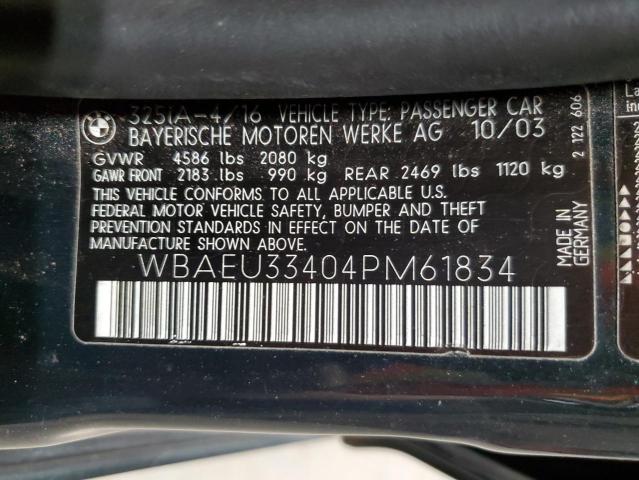 325iA-4/16 VEHICLE TYPE: PASSENGER CAR
BAYERISCHE MOTOREN WERKE AG 10/03
GVWR 4586 lbs 2080 kg
GAWR FRONT 2183 lbs 990 kg REAR 2469 lbs 1120 kg
THIS VEHICLE CONFORMS TO ALL APPLICABLE U.S.
FEDERAL MOTOR VEHICLE SAFETY, BUMPER AND THEFT
PREVENTION STANDARDS IN EFFECT ON THE DATE OF
MANUFACTURE SHOWN ABOVE.
WBAEU33404PM61834
MADE IN
GERMANY
2 122 606